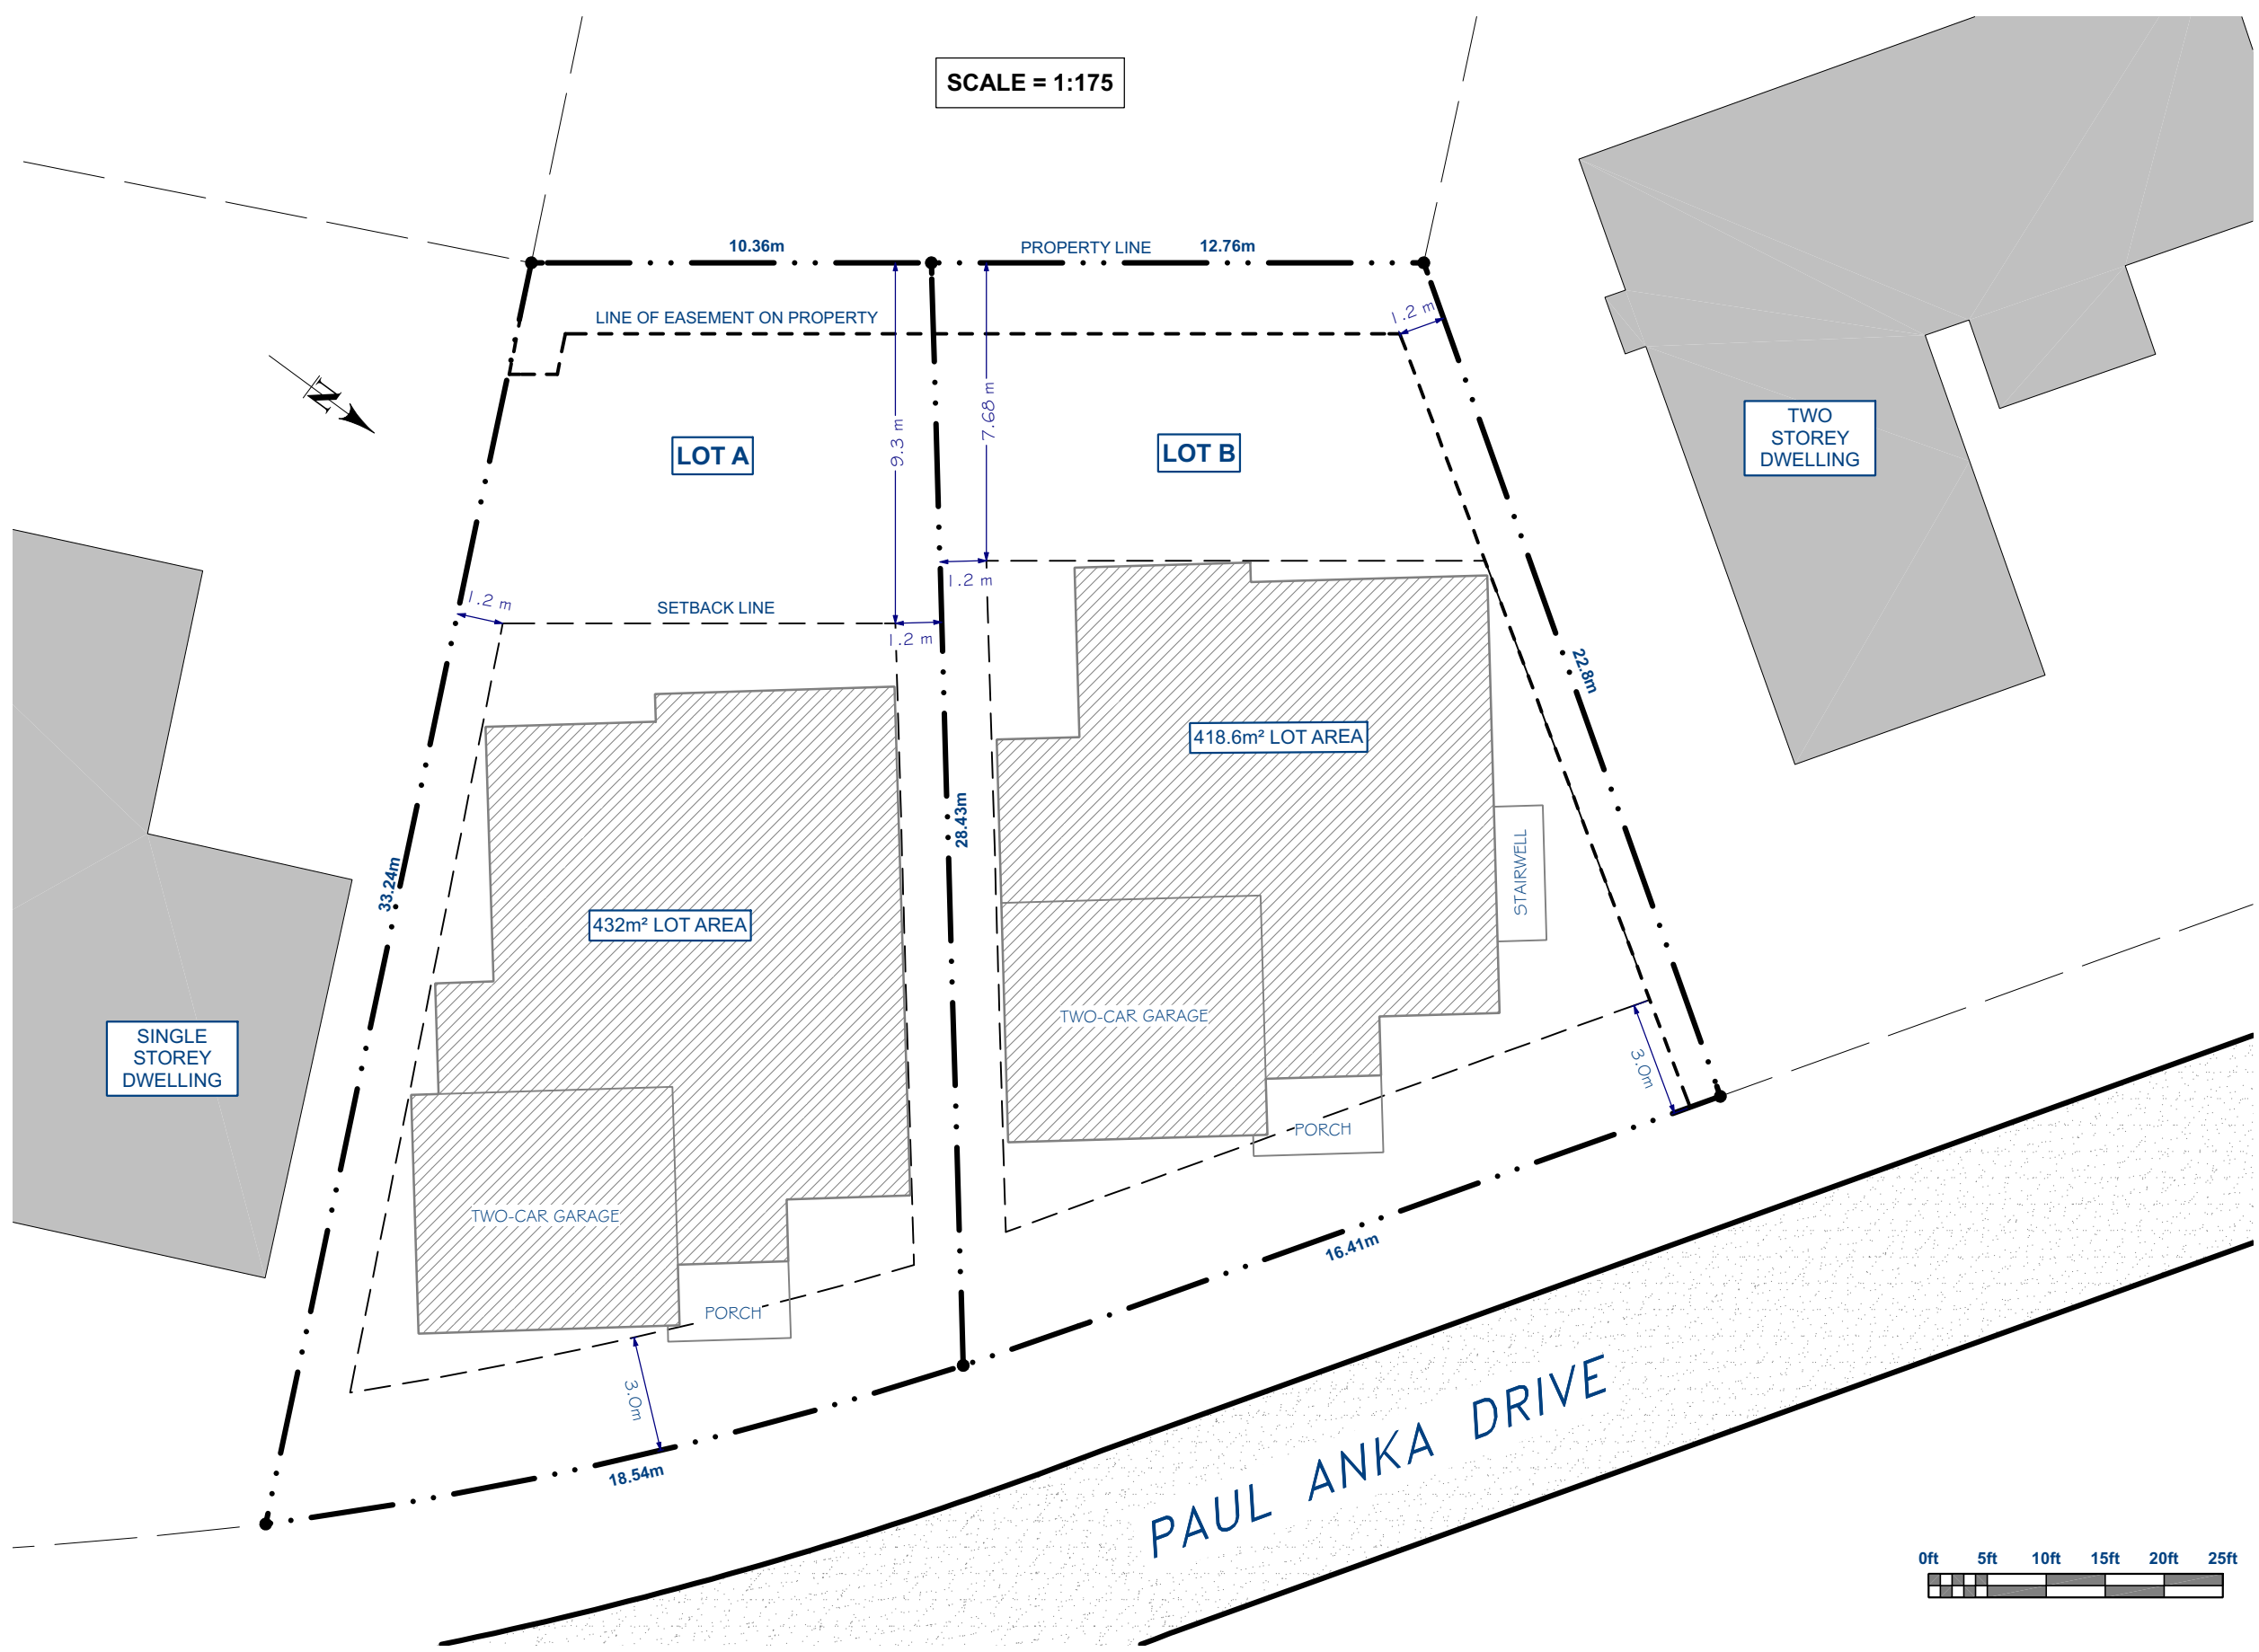 SCALE = 1:175
10.36m
PROPERTY LINE
12.76m
LINE OF EASEMENT ON PROPERTY
1.2 m
N
LOT A
9.3 m
7.68 m
LOT B
TWO
STOREY
DWELLING
1.2 m
1.2 m
SETBACK LINE
1.2 m
22.8m
418.6m² LOT AREA
28.43m
33.24m
432m² LOT AREA
STAIRWELL
TWO-CAR GARAGE
SINGLE
STOREY
DWELLING
3.0m
PORCH
TWO-CAR GARAGE
16.41m
PORCH
3.0m
18.54m
PAUL ANKA DRIVE
0ft 5ft 10ft 15ft 20ft 25ft